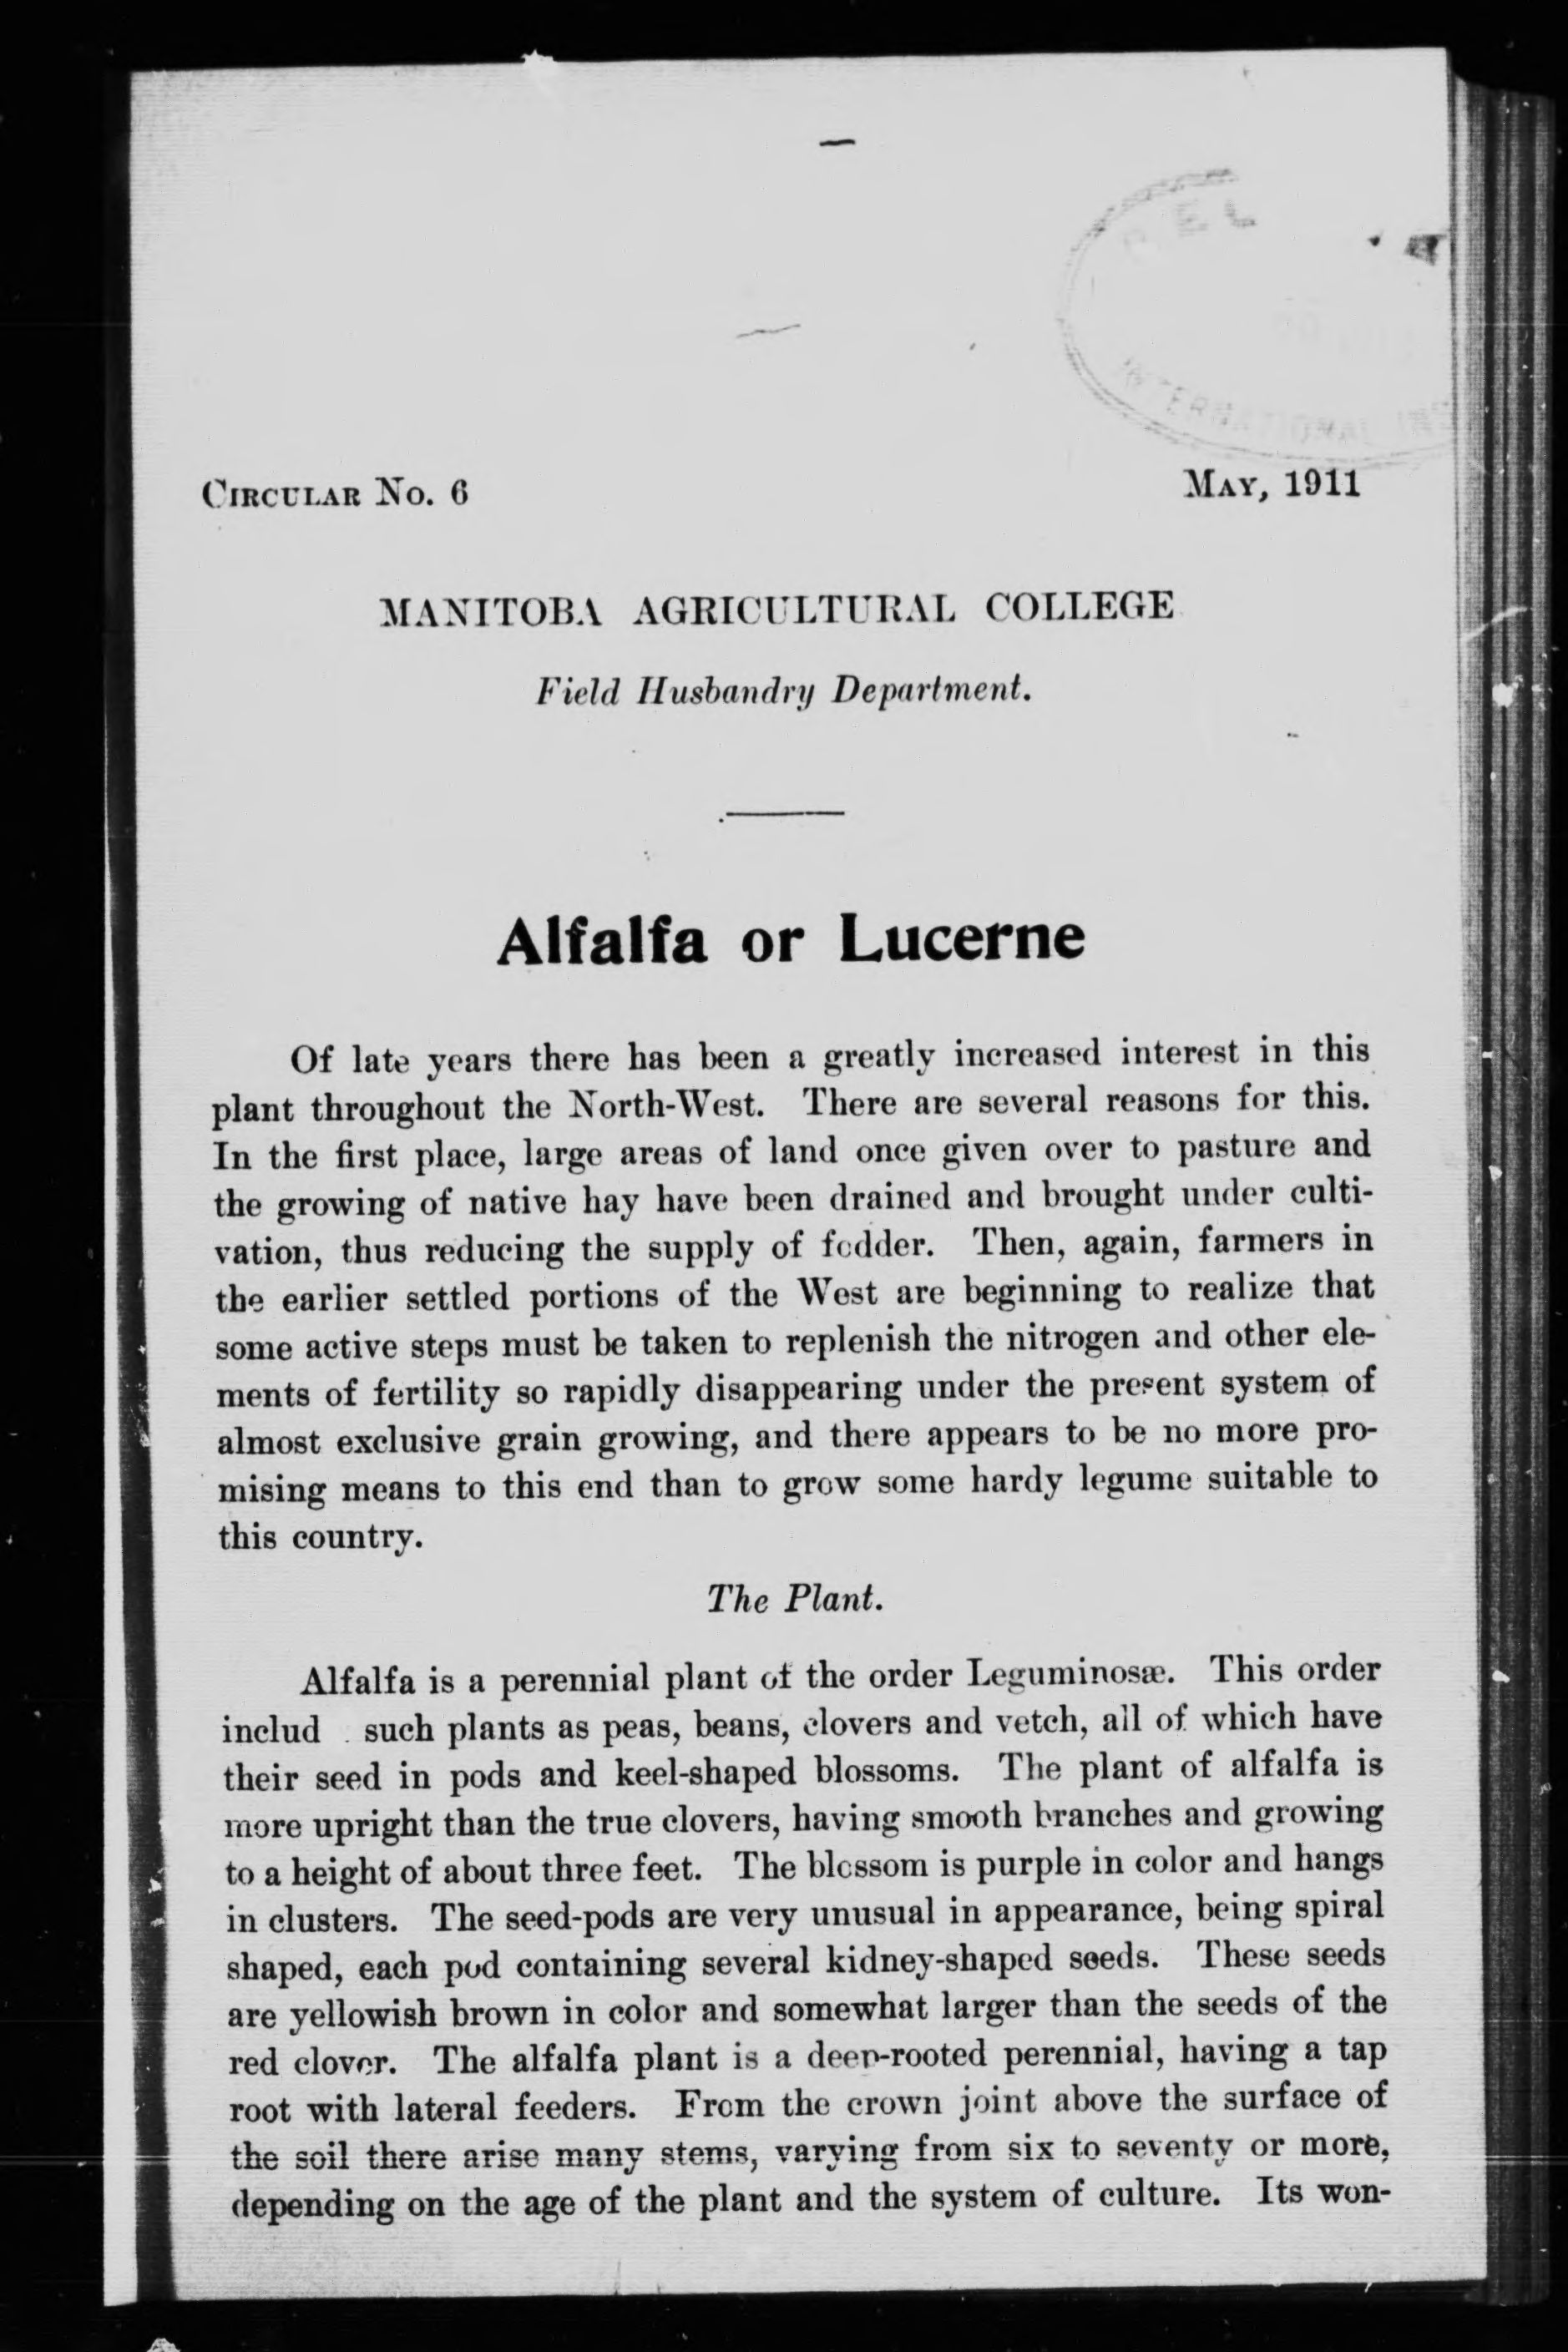 INTERNATIONAL
CIRCULAR NO. 6
MAY, 1911
MANITOBA AGRICULTURAL COLLEGE
Field Husbandry Department.
Alfalfa or Lucerne
Of late years there has been a greatly increased interest in this
plant throughout the North-West. There are several reasons for this.
In the first place, large areas of land once given over to pasture and
the growing of native hay have been drained and brought under culti-
vation, thus reducing the supply of fodder. Then, again, farmers in
the earlier settled portions of the West are beginning to realize that
some active steps must be taken to replenish the nitrogen and other ele-
ments of fertility so rapidly disappearing under the present system of
almost exclusive grain growing, and there appears to be no more pro-
mising means to this end than to grow some hardy legume suitable to
this country.
The Plant.
Alfalfa is a perennial plant of the order Leguminosæ. This order
includ such plants as peas, beans, clovers and vetch, all of which have
their seed in pods and keel-shaped blossoms. The plant of alfalfa is
more upright than the true clovers, having smooth branches and growing
to a height of about three feet. The blossom is purple in color and hangs
in clusters. The seed-pods are very unusual in appearance, being spiral
shaped, each pod containing several kidney-shaped seeds. These seeds
are yellowish brown in color and somewhat larger than the seeds of the
red clover. The alfalfa plant is a deep-rooted perennial, having a tap
root with lateral feeders. From the crown joint above the surface of
the soil there arise many stems, varying from six to seventy or more,
depending on the age of the plant and the system of culture. Its won-